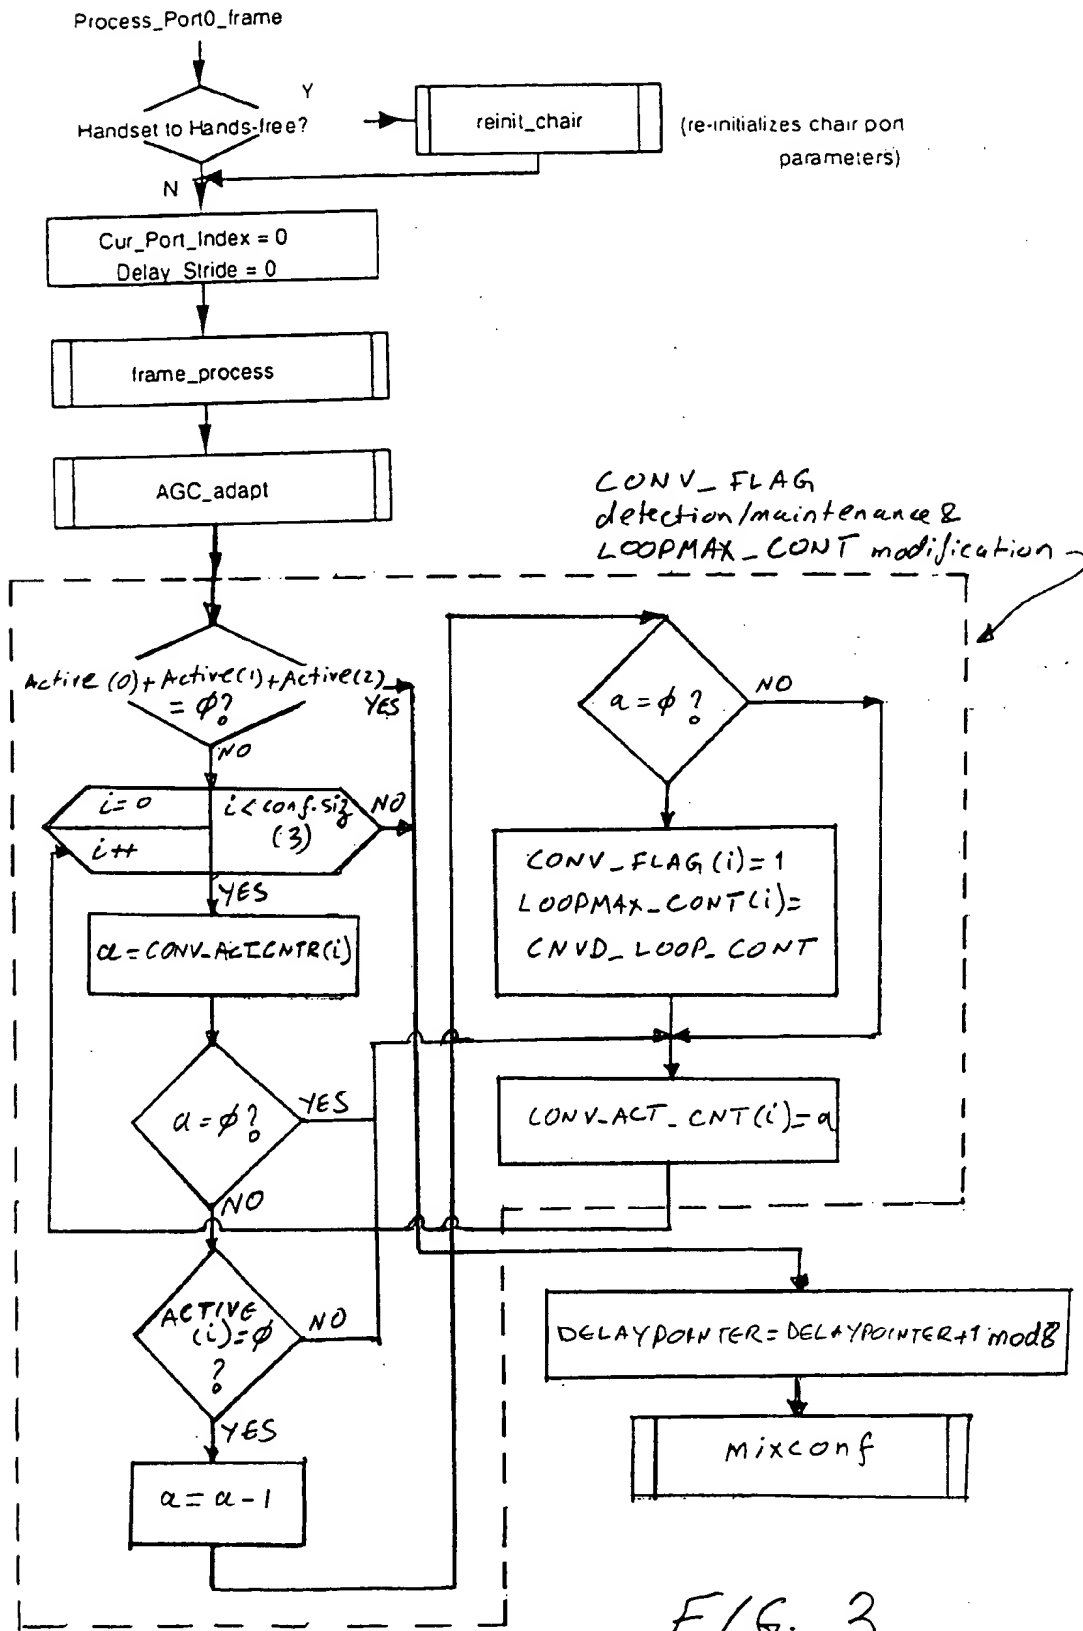 Process_Port0_frame
Y
Handset to Hands-free?
reinit_chair
(re-initializes chair port
parameters)
N
Cur_Port_Index = 0
Delay_Stride = 0
frame_process
AGC_adapt
CONV_FLAG
detection/maintenance &
LOOPMAX_CONT modification
Active (0) + Active (1) + Active (2)
= ϕ?
YES
NO
i = 0
i < conf.siz
(3)
NO
i++
YES
a = CONV_ACTCNTR(i)
a = ϕ?
YES
NO
ACTIVE
(i) = ϕ
?
NO
YES
a = a - 1
a = ϕ ?
NO
CONV_FLAG (i) = 1
LOOPMAX_CONT(i) =
CNVD_LOOP_CONT
CONV_ACT_CNT(i) = a
DELAYPOINTER = DELAYPOINTER + 1 mod 8
mixconf
FIG. 3